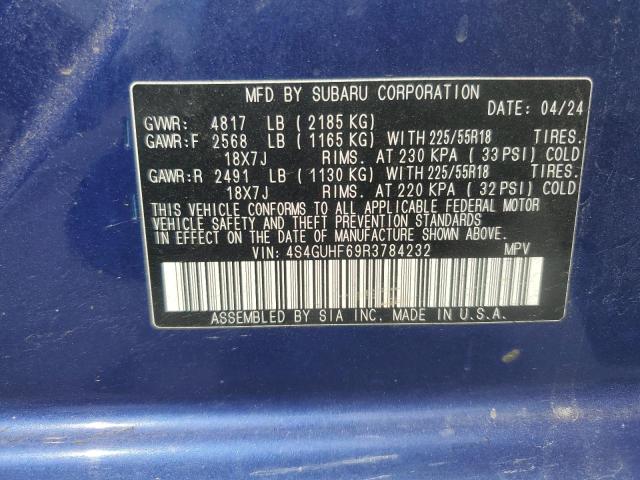 MFD BY SUBARU CORPORATION
DATE: 04/24
GVWR: 4817 LB ( 2185 KG)
GAWR:F 2568 LB ( 1165 KG) WITH 225/55R18 TIRES.
18X7J RIMS. AT 230 KPA ( 33 PSI) COLD
GAWR:R 2491 LB ( 1130 KG) WITH 225/55R18 TIRES.
18X7J RIMS. AT 220 KPA ( 32 PSI) COLD
THIS VEHICLE CONFORMS TO ALL APPLICABLE FEDERAL MOTOR
VEHICLE SAFETY AND THEFT PREVENTION STANDARDS
IN EFFECT ON THE DATE OF MANUFACTURE SHOWN ABOVE.
VIN: 4S4GUHF69R3784232 MPV
ASSEMBLED BY SIA INC. MADE IN U.S.A.